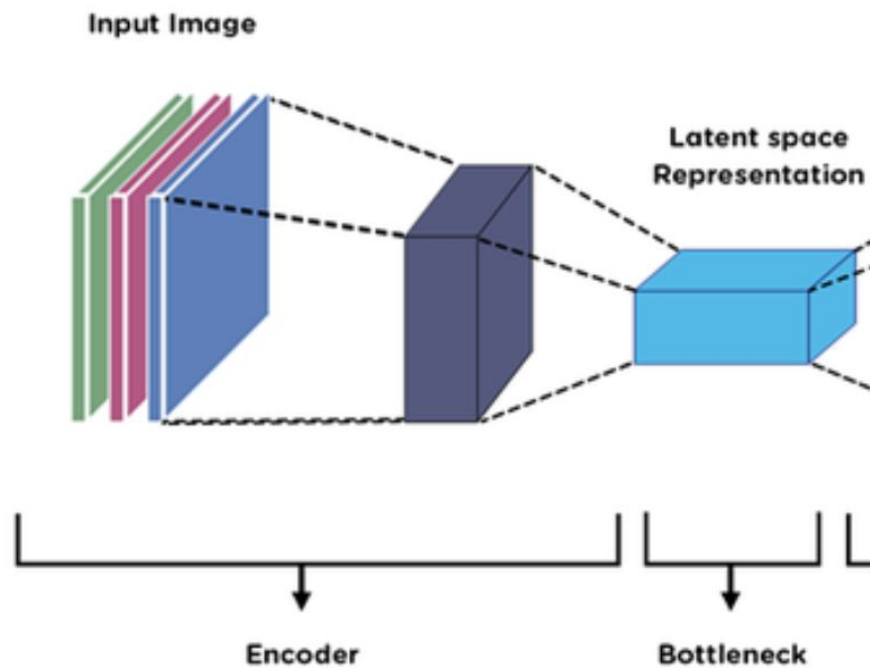 Input Image
Latent space
Representation
Encoder
Bottleneck